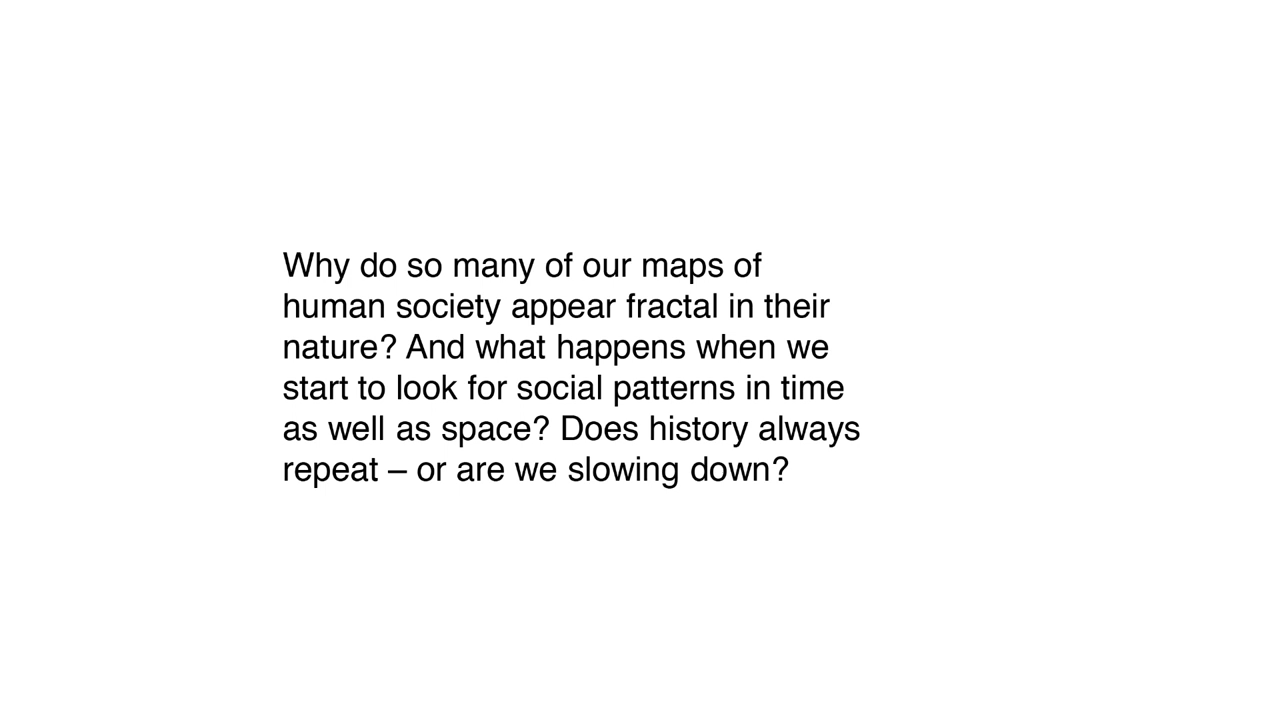 Why do so many of our maps of
human society appear fractal in their
nature? And what happens when we
start to look for social patterns in time
as well as space? Does history always
repeat – or are we slowing down?